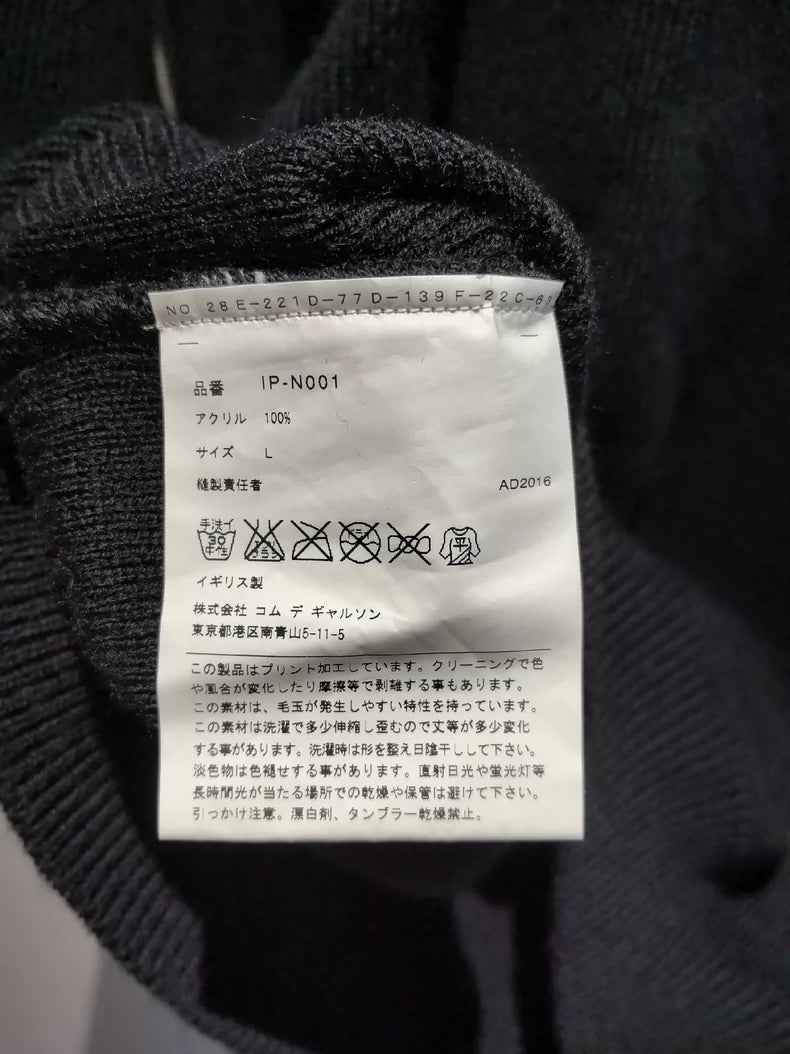 NO. 28E-221D-77D-139F-22C-63
品番 IP-N001
アクリル 100%
サイズ L
縫製責任者 AD2016
手洗イ 30 中性
平
イギリス製
株式会社 コム デ ギャルソン
東京都港区南青山5-11-5
この製品はプリント加工しています。クリーニングで色
や風合が変化したり摩擦等で剥離する事もあります。
この素材は、毛玉が発生しやすい特性を持っています。
この素材は洗濯で多少伸縮し歪むので丈等が多少変化
する事があります。洗濯時は形を整え日陰干しして下さい。
淡色物は色褪せする事があります。直射日光や蛍光灯等
長時間光が当たる場所での乾燥や保管は避けて下さい。
引っかけ注意。漂白剤、タンブラー乾燥禁止。